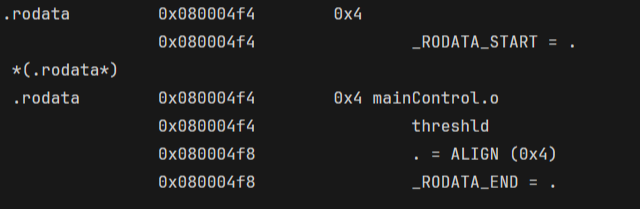 .rodata 0x080004f4 0x4
0x080004f4 _RODATA_START = .
*(.rodata*)
.rodata 0x080004f4 0x4 mainControl.o
0x080004f4 threshld
0x080004f8 . = ALIGN (0x4)
0x080004f8 _RODATA_END = .